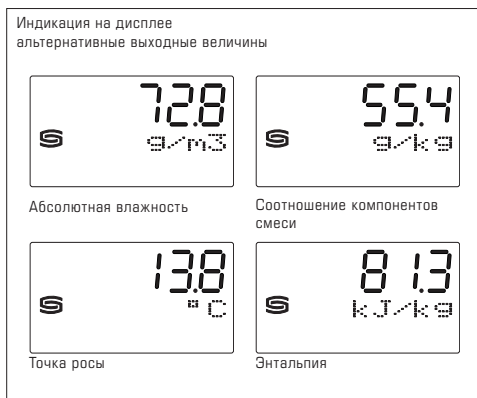 Индикация на дисплее
альтернативные выходные величины
72.8
g/m3
Абсолютная влажность
55.4
g/kg
Соотношение компонентов
смеси
13.8
°C
Точка росы
81.3
kJ/kg
Энтальпия